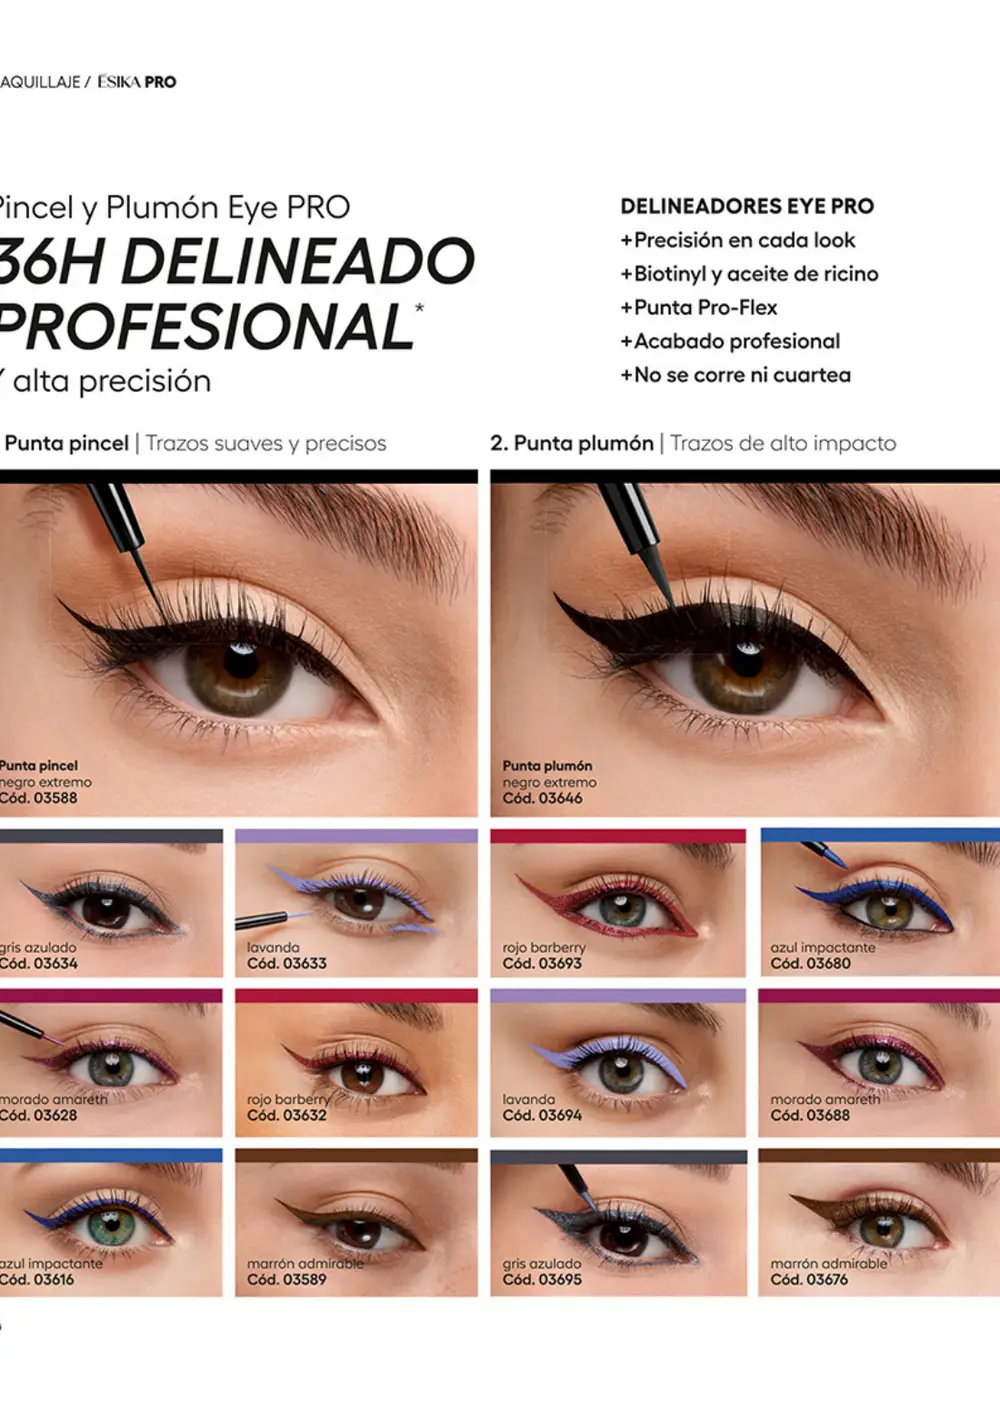 AQUILLAJE / ÉSIKA PRO
Pincel y Plumón Eye PRO
36H DELINEADO
PROFESIONAL*
Y alta precisión
DELINEADORES EYE PRO
+Precisión en cada look
+Biotinyl y aceite de ricino
+Punta Pro-Flex
+Acabado profesional
+No se corre ni cuartea
Punta pincel | Trazos suaves y precisos
2. Punta plumón | Trazos de alto impacto
Punta pincel
negro extremo
Cód. 03588
Punta plumón
negro extremo
Cód. 03646
gris azulado
Cód. 03634
lavanda
Cód. 03633
rojo barberry
Cód. 03693
azul impactante
Cód. 03680
morado amareth
Cód. 03628
rojo barberry
Cód. 03632
lavanda
Cód. 03694
morado amareth
Cód. 03688
azul impactante
Cód. 03616
marrón admirable
Cód. 03589
gris azulado
Cód. 03695
marrón admirable
Cód. 03676